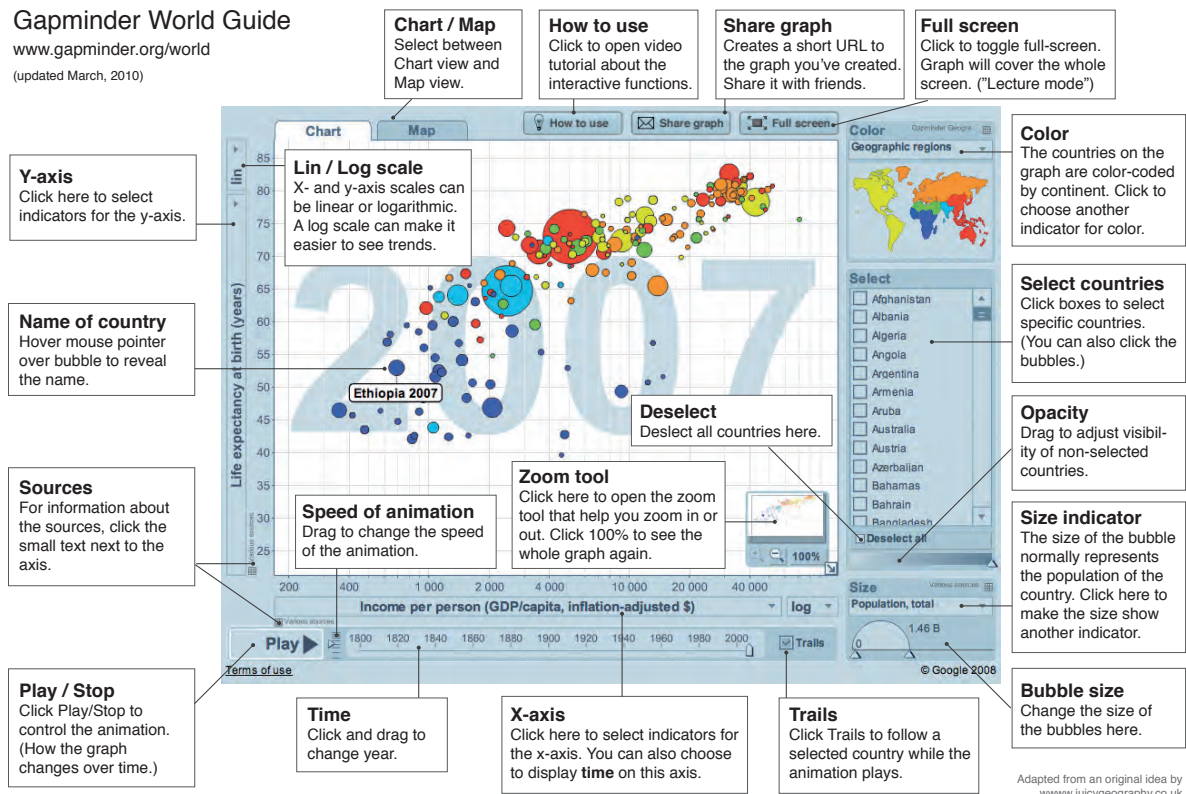 Gapminder World Guide
www.gapminder.org/world
(updated March, 2010)
Chart / Map
Select between
Chart view and
Map view.
How to use
Click to open video
tutorial about the
interactive functions.
Share graph
Creates a short URL to
the graph you've created.
Share it with friends.
Full screen
Click to toggle full-screen.
Graph will cover the whole
screen. ("Lecture mode")
Y-axis
Click here to select
indicators for the y-axis.
Name of country
Hover mouse pointer
over bubble to reveal
the name.
Sources
For information about
the sources, click the
small text next to the
axis.
Play / Stop
Click Play/Stop to
control the animation.
(How the graph
changes over time.)
Chart
Map
How to use
Share graph
Full screen
Lin / Log scale
X- and y-axis scales can
be linear or logarithmic.
A log scale can make it
easier to see trends.
lin
Life expectancy at birth (years)
Various sources
85
80
75
70
65
60
55
50
45
40
35
30
25
2007
Ethiopia 2007
Deselect
Deslect all countries here.
Zoom tool
Click here to open the zoom
tool that help you zoom in or
out. Click 100% to see the
whole graph again.
Speed of animation
Drag to change the speed
of the animation.
100%
200 400 1 000 2 000 4 000 10 000 20 000 40 000
Income per person (GDP/capita, inflation-adjusted $)
log
Various sources
Play
1800 1820 1840 1860 1880 1900 1920 1940 1960 1980 2000
Trails
Terms of use
Color
Geographic regions
Select
Afghanistan
Albania
Algeria
Angola
Argentina
Armenia
Aruba
Australia
Austria
Azerbaijan
Bahamas
Bahrain
Bangladesh
Deselect all
Size
Various sources
Population, total
1.46 B
0
© Google 2008
Color
The countries on the
graph are color-coded
by continent. Click to
choose another
indicator for color.
Select countries
Click boxes to select
specific countries.
(You can also click the
bubbles.)
Opacity
Drag to adjust visibil-
ity of non-selected
countries.
Size indicator
The size of the bubble
normally represents
the population of the
country. Click here to
make the size show
another indicator.
Bubble size
Change the size of
the bubbles here.
Time
Click and drag to
change year.
X-axis
Click here to select indicators for
the x-axis. You can also choose
to display time on this axis.
Trails
Click Trails to follow a
selected country while the
animation plays.
Adapted from an original idea by